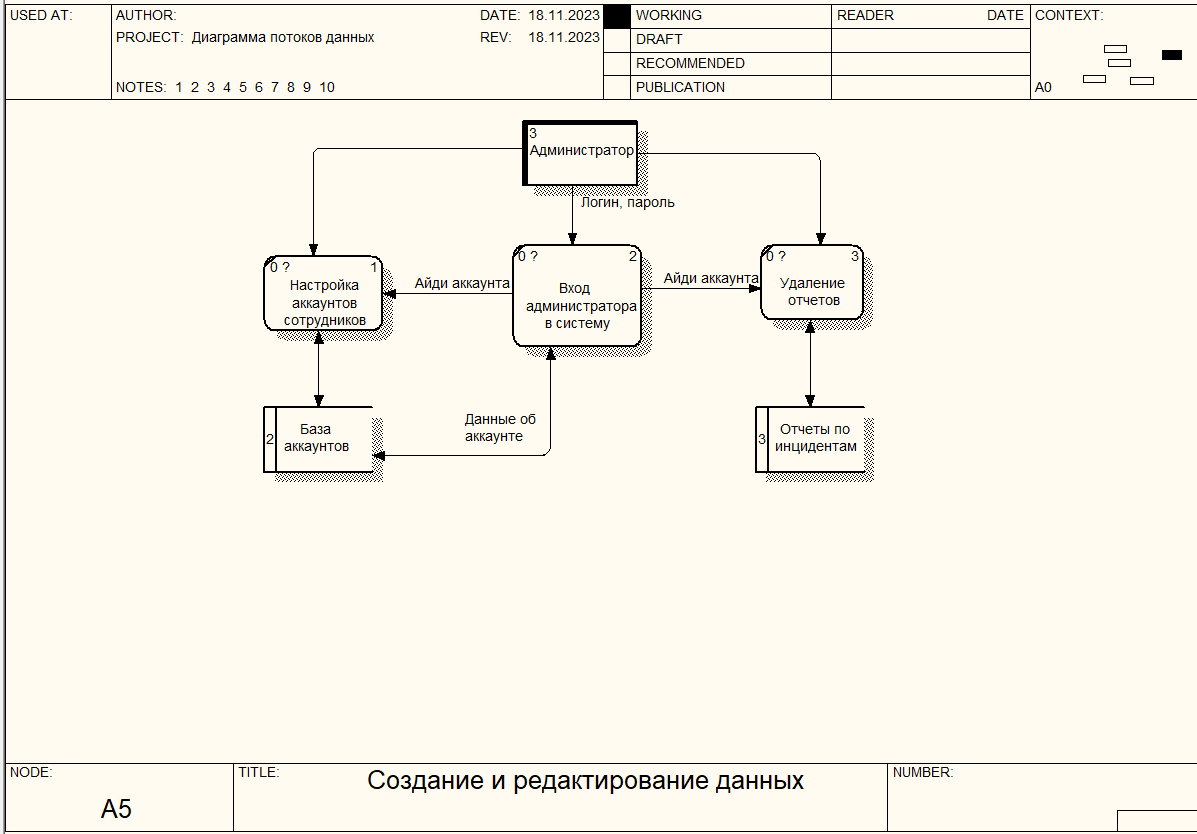 USED AT:
AUTHOR:
DATE: 18.11.2023
PROJECT: Диаграмма потоков данных
REV: 18.11.2023
NOTES: 1 2 3 4 5 6 7 8 9 10
WORKING
DRAFT
RECOMMENDED
PUBLICATION
READER DATE
CONTEXT:
A0
3
Администратор
Логин, пароль
0 ? 1
Настройка
аккаунтов
сотрудников
Айди аккаунта
0 ? 2
Вход
администратора
в систему
Айди аккаунта
0 ? 3
Удаление
отчетов
2
База
аккаунтов
Данные об
аккаунте
3
Отчеты по
инцидентам
NODE:
A5
TITLE:
Создание и редактирование данных
NUMBER: